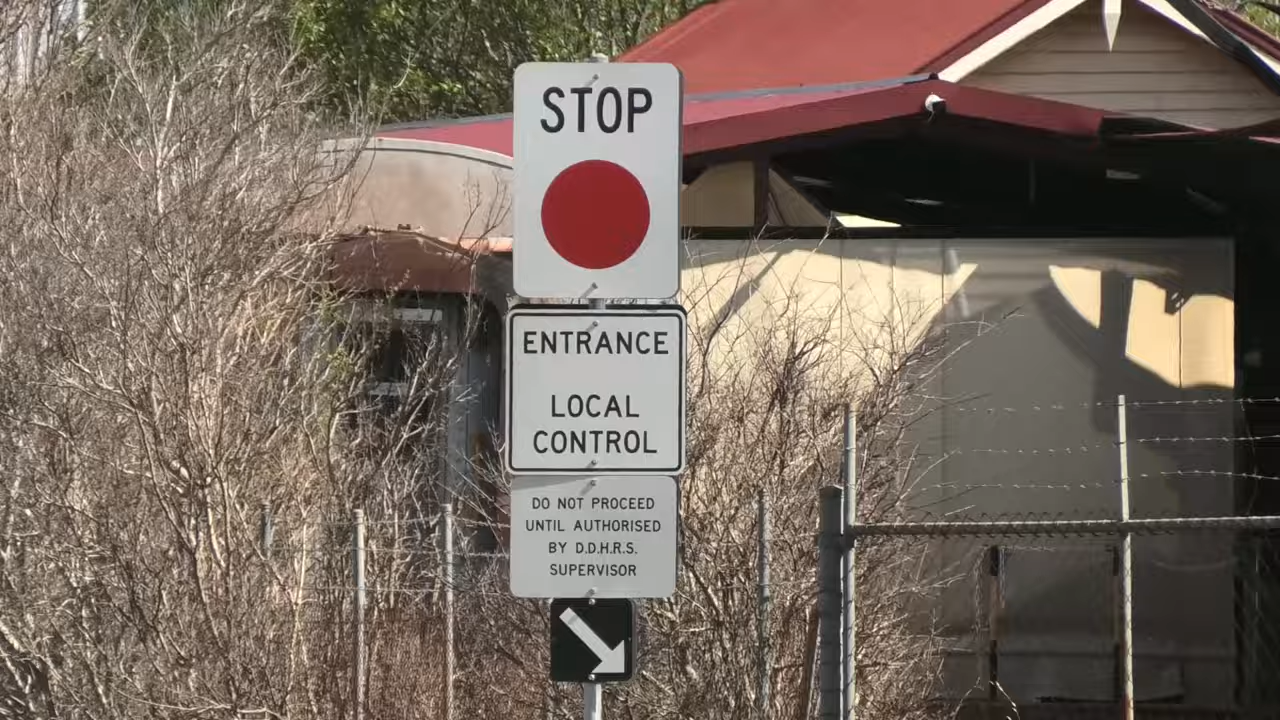 STOP
ENTRANCE
LOCAL
CONTROL
DO NOT PROCEED
UNTIL AUTHORISED
BY D.D.H.R.S.
SUPERVISOR